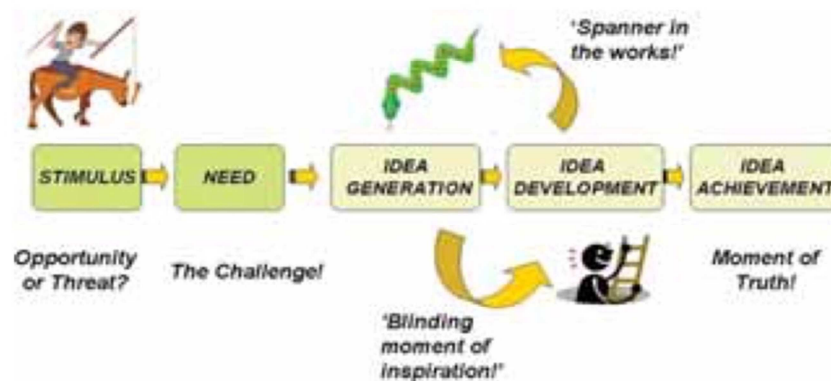 'Spanner in
the works!'
STIMULUS
NEED
IDEA
GENERATION
IDEA
DEVELOPMENT
IDEA
ACHIEVEMENT
Opportunity
or Threat?
The Challenge!
Moment of
Truth!
'Blinding
moment of
inspiration!'